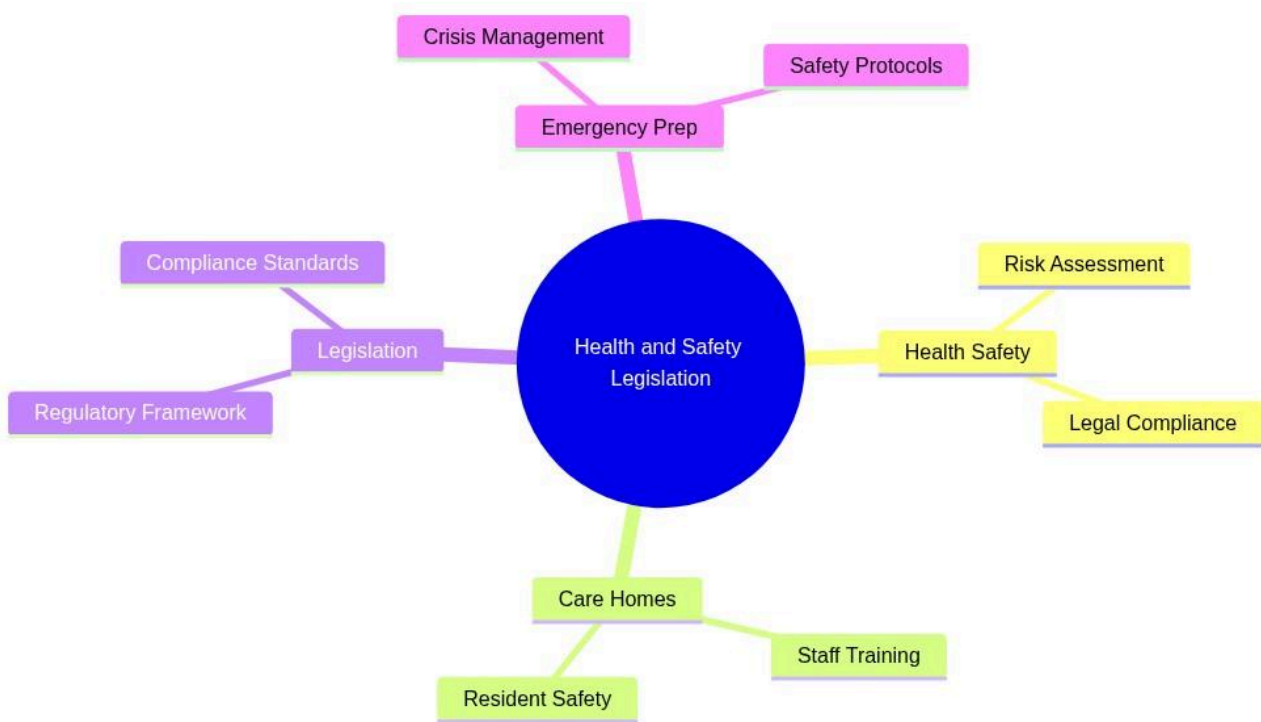 Crisis Management
Safety Protocols
Emergency Prep
Compliance Standards
Risk Assessment
Legislation
Health and Safety
Legislation
Health Safety
Regulatory Framework
Legal Compliance
Care Homes
Staff Training
Resident Safety